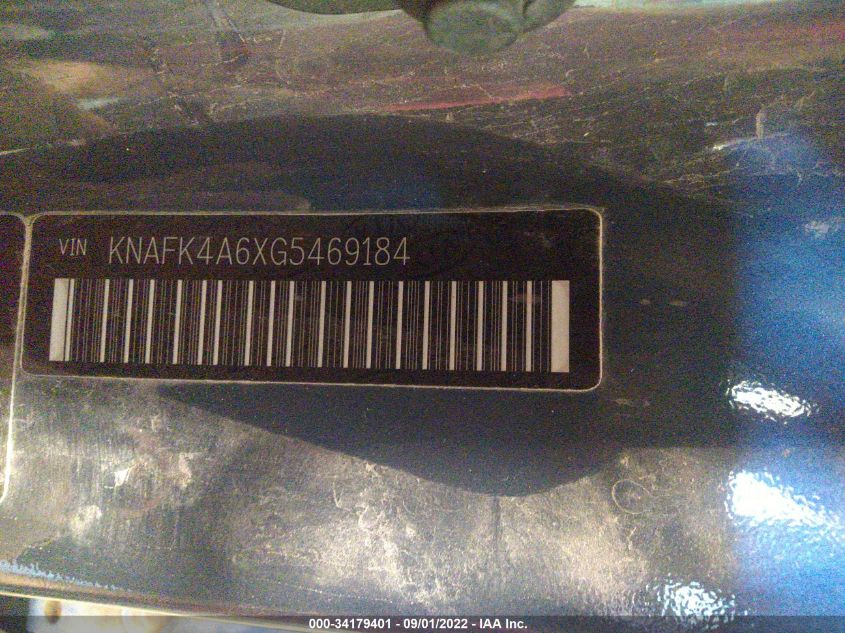 VIN KNAFK4A6XG5469184
000-34179401 - 09/01/2022 - IAA Inc.